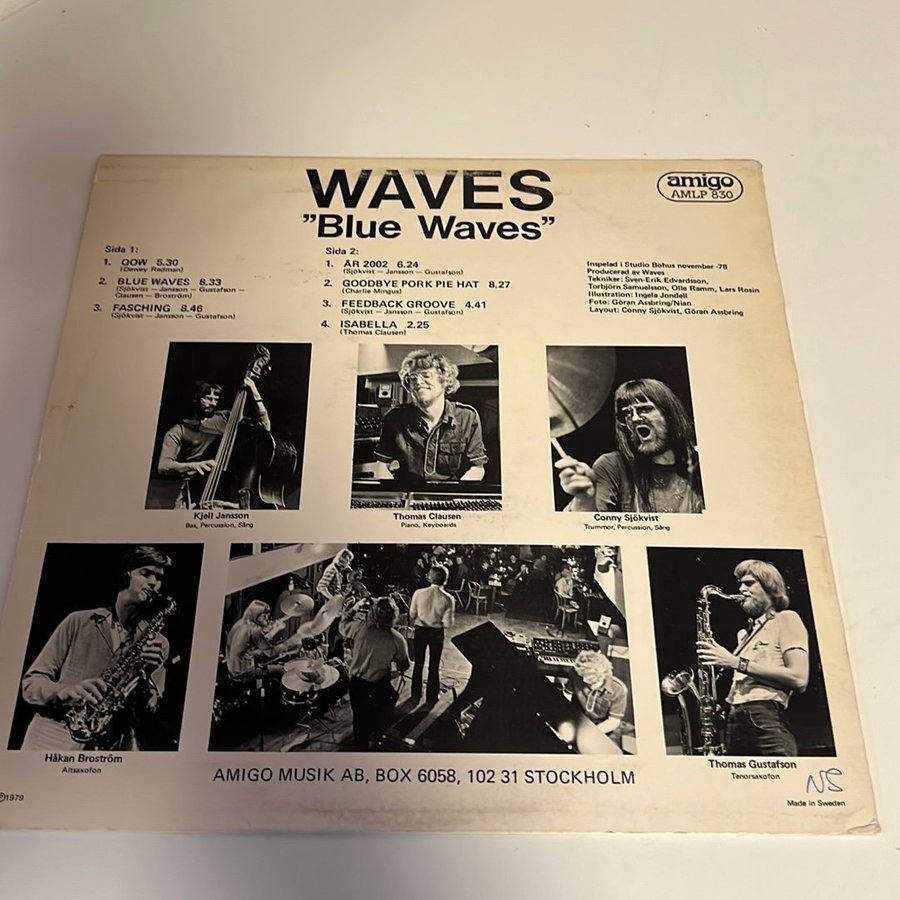 WAVES
"Blue Waves"
amigo
AMLP 830
Sida 1:
1. QOW 5.30
(Dewey Redman)
2. BLUE WAVES 8.33
(Sjökvist — Jansson — Gustafson —
Clausen — Broström)
3. FASCHING 8.46
(Sjökvist — Jansson — Gustafson)
Sida 2:
1. ÅR 2002 6.24
(Sjökvist — Jansson — Gustafson)
2. GOODBYE PORK PIE HAT 8.27
(Charlie Mingus)
3. FEEDBACK GROOVE 4.41
(Sjökvist — Jansson — Gustafson)
4. ISABELLA 2.25
(Thomas Clausen)
Inspelad i Studio Bohus november -78
Producerad av Waves
Tekniker: Sven-Erik Edvardsson,
Torbjörn Samuelsson, Olle Ramm, Lars Rosin
Illustration: Ingela Jondell
Foto: Göran Assbring/Nian
Layout: Conny Sjökvist, Göran Assbring
Kjell Jansson
Bas, Percussion, Sång
Thomas Clausen
Piano, Keyboards
Conny Sjökvist
Trummor, Percussion, Sång
Håkan Broström
Altsaxofon
Thomas Gustafson
Tenorsaxofon
AMIGO MUSIK AB, BOX 6058, 102 31 STOCKHOLM
NS
℗1979
Made in Sweden